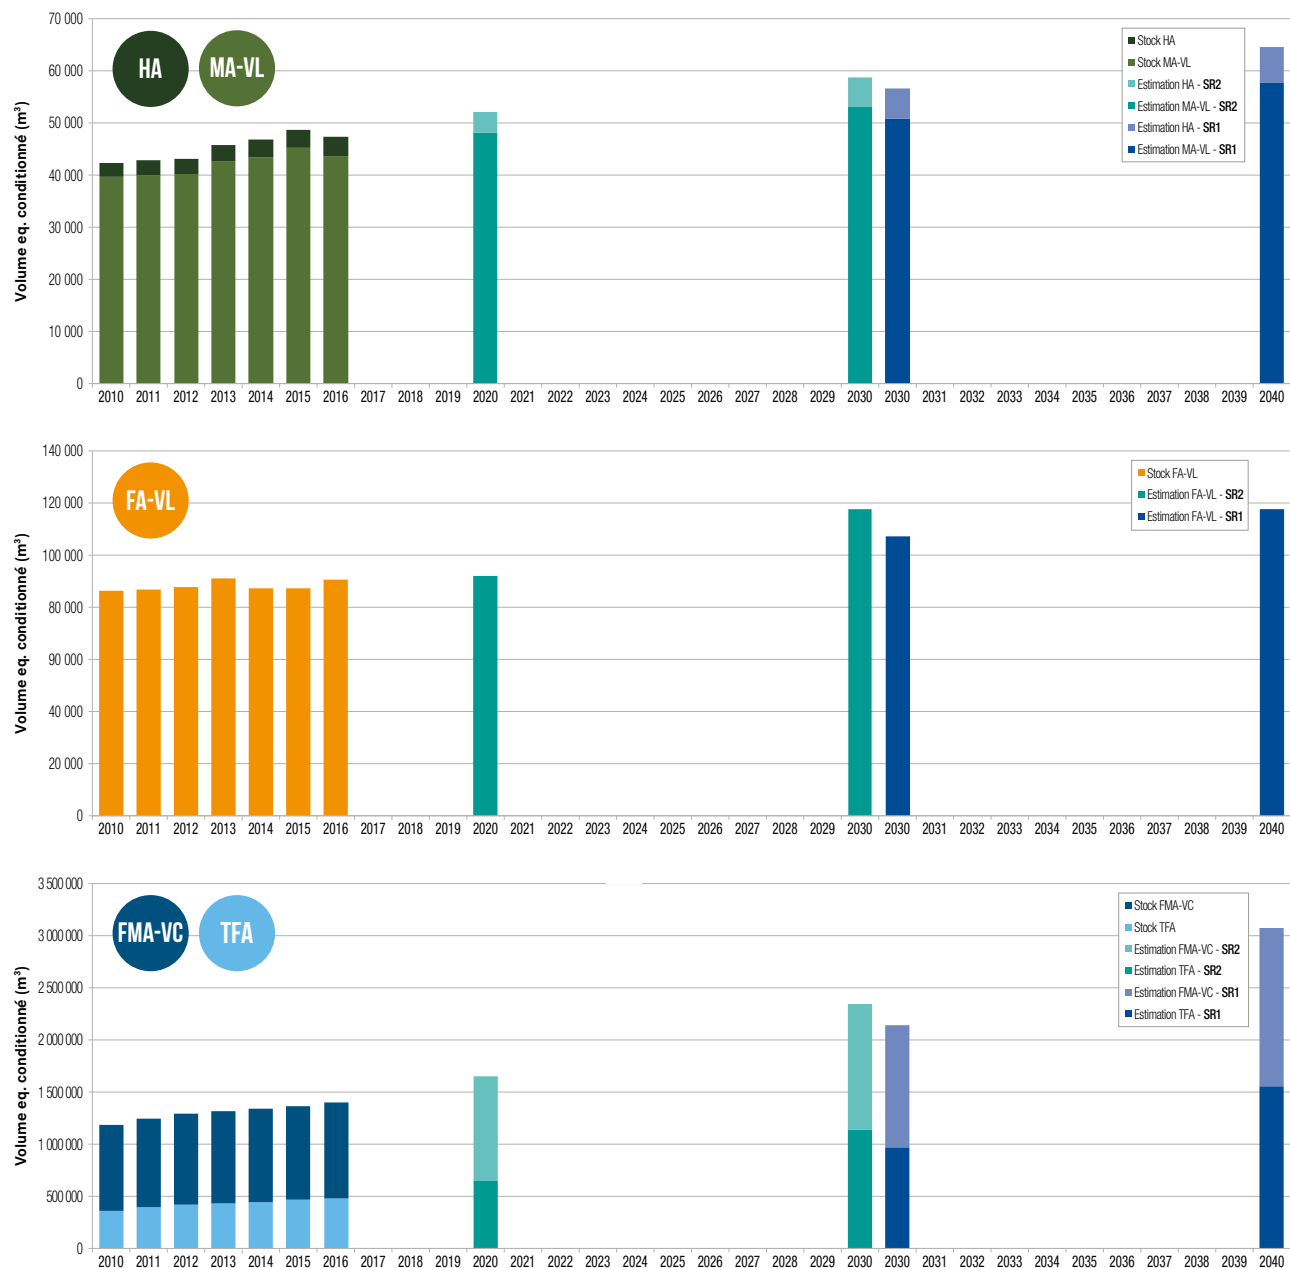 Volume eq. conditionné (m³)
70 000
60 000
50 000
40 000
30 000
20 000
10 000
0
HA
MA-VL
Stock HA
Stock MA-VL
Estimation HA - SR2
Estimation MA-VL - SR2
Estimation HA - SR1
Estimation MA-VL - SR1
2010 2011 2012 2013 2014 2015 2016 2017 2018 2019 2020 2021 2022 2023 2024 2025 2026 2027 2028 2029 2030 2030 2031 2032 2033 2034 2035 2036 2037 2038 2039 2040
Volume eq. conditionné (m³)
140 000
120 000
100 000
80 000
90 000
40 000
20 000
0
FA-VL
Stock FA-VL
Estimation FA-VL - SR2
Estimation FA-VL - SR1
2010 2011 2012 2013 2014 2015 2016 2017 2018 2019 2020 2021 2022 2023 2024 2025 2026 2027 2028 2029 2030 2030 2031 2032 2033 2034 2035 2036 2037 2038 2039 2040
Volume eq. conditionné (m³)
3 500 000
3 000 000
2 500 000
2 000 000
1 500 000
1 000 000
500 000
0
FMA-VC
TFA
Stock FMA-VC
Stock TFA
Estimation FMA-VC - SR2
Estimation TFA - SR2
Estimation FMA-VC - SR1
Estimation TFA - SR1
2010 2011 2012 2013 2014 2015 2016 2017 2018 2019 2020 2021 2022 2023 2024 2025 2026 2027 2028 2029 2030 2030 2031 2032 2033 2034 2035 2036 2037 2038 2039 2040